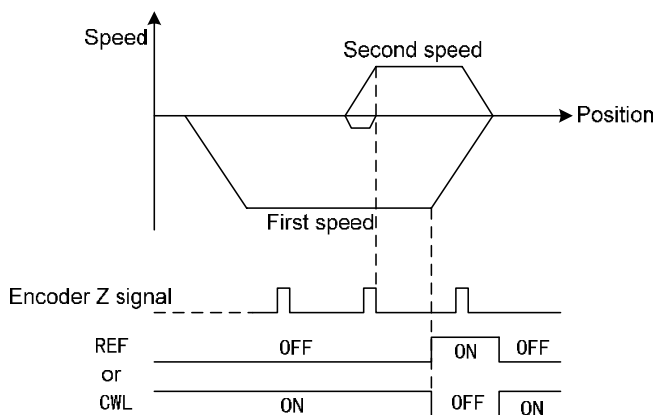 Speed
Second speed
Position
First speed
Encoder Z signal
REF OFF ON OFF
or
CWL ON OFF ON